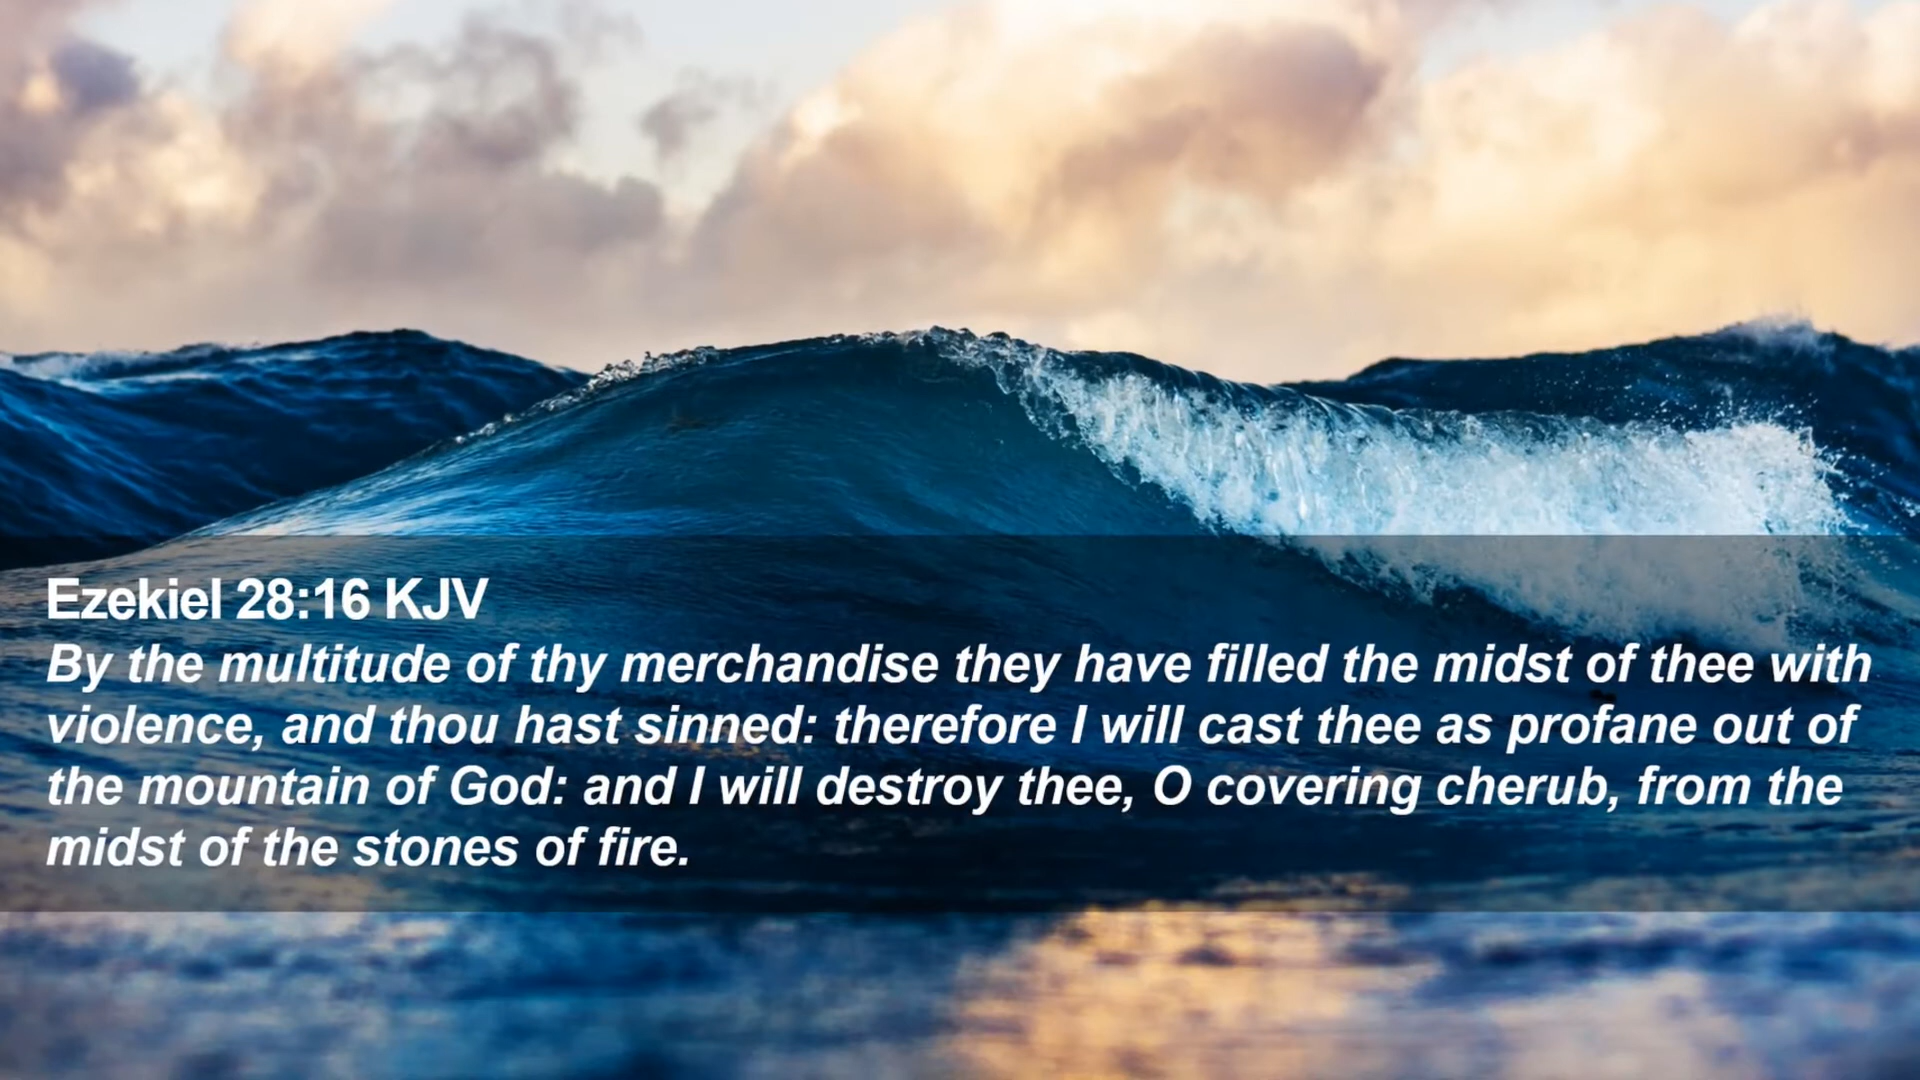 Ezekiel 28:16 KJV
By the multitude of thy merchandise they have filled the midst of thee with
violence, and thou hast sinned: therefore I will cast thee as profane out of
the mountain of God: and I will destroy thee, O covering cherub, from the
midst of the stones of fire.